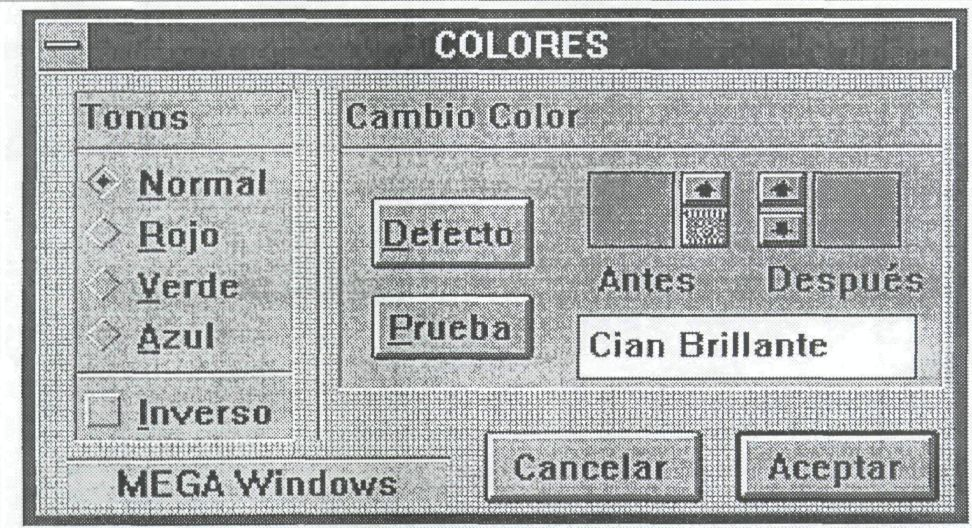 COLORES
Tonos
Normal
Rojo
Verde
Azul
Inverso
Cambio Color
Defecto
Prueba
Antes
Después
Cian Brillante
MEGA Windows
Cancelar
Aceptar